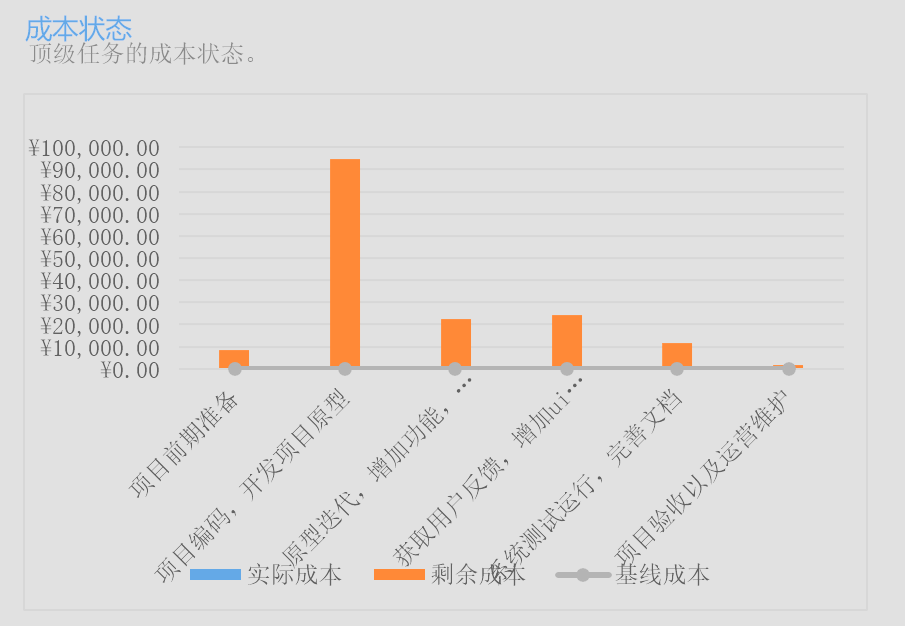 成本状态
顶级任务的成本状态。
¥100,000.00
¥90,000.00
¥80,000.00
¥70,000.00
¥60,000.00
¥50,000.00
¥40,000.00
¥30,000.00
¥20,000.00
¥10,000.00
¥0.00
项目前期准备
项目编码，开发项目原型
原型迭代，增加功能，…
获取用户反馈，增加ui…
系统测试运行，完善文档
项目验收以及运营维护
实际成本
剩余成本
基线成本